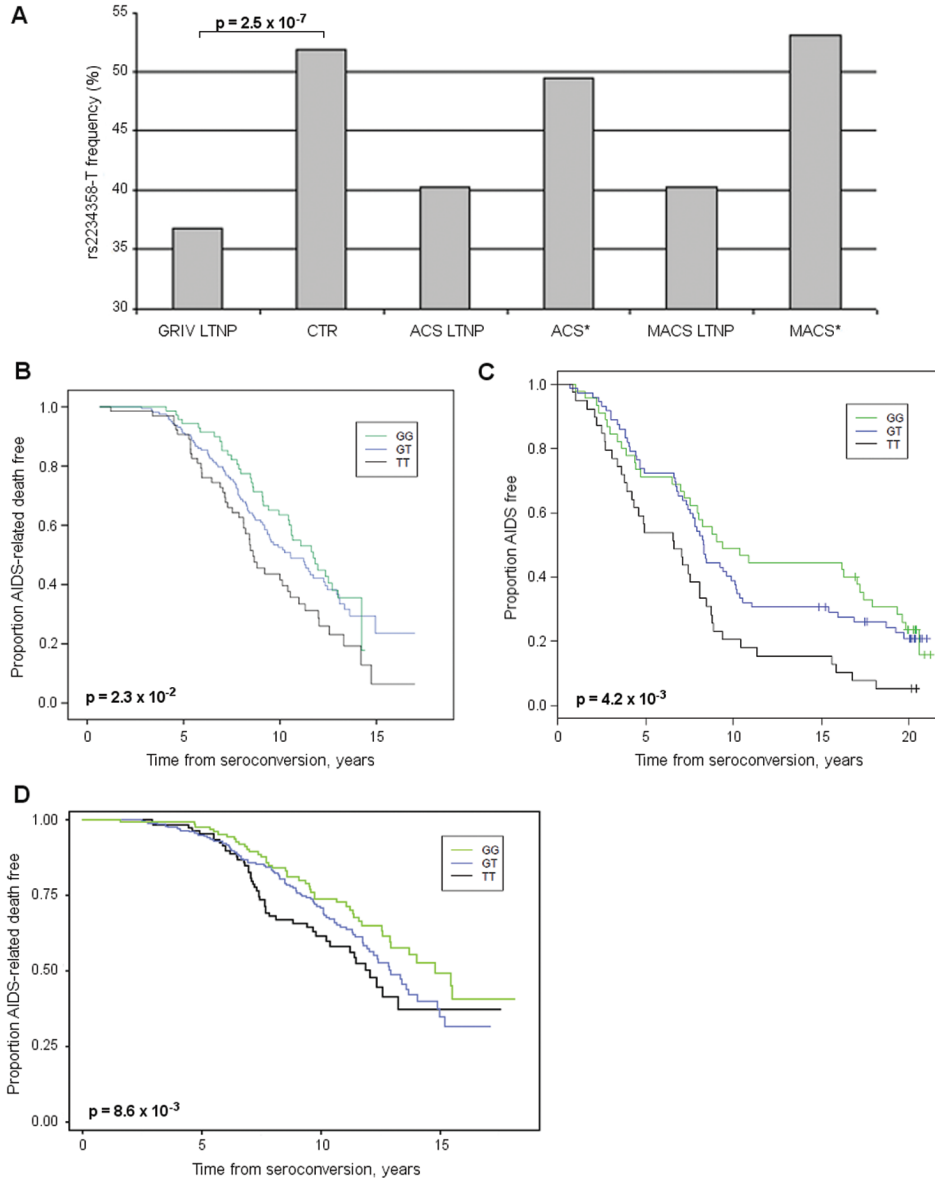 A
p = 2.5 x 10-7
rs2234358-T frequency (%)
55
50
45
40
35
30
GRIV LTNP CTR ACS LTNP ACS* MACS LTNP MACS*
B
Proportion AIDS-related death free
1.0
0.8
0.6
0.4
0.2
0.0
GG
GT
TT
p = 2.3 x 10-2
0 5 10 15
Time from seroconversion, years
C
Proportion AIDS free
1.0
0.8
0.6
0.4
0.2
0.0
GG
GT
TT
p = 4.2 x 10-3
0 5 10 15 20
Time from seroconversion, years
D
Proportion AIDS-related death free
1.00
0.75
0.50
0.25
0.00
GG
GT
TT
p = 8.6 x 10-3
0 5 10 15
Time from seroconversion, years